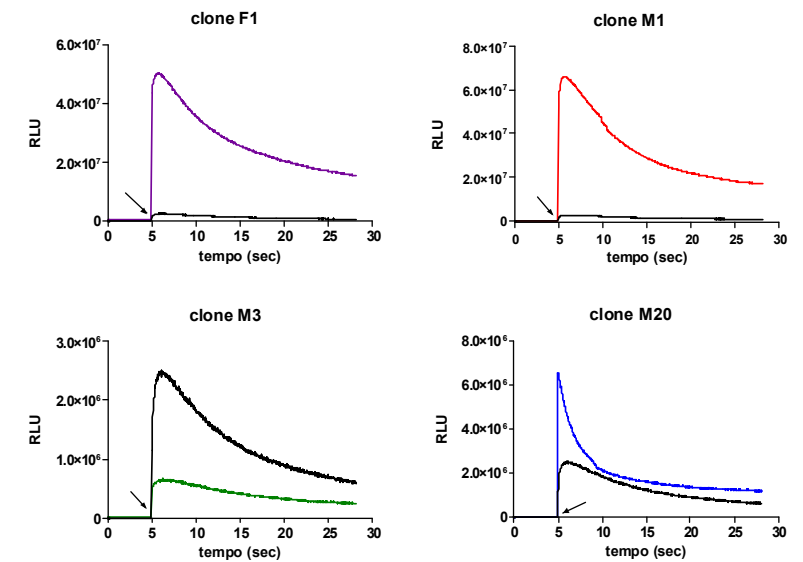 clone F1
6.0×10⁷
4.0×10⁷
2.0×10⁷
0
RLU
0 5 10 15 20 25 30
tempo (sec)
clone M1
8.0×10⁷
6.0×10⁷
4.0×10⁷
2.0×10⁷
0
RLU
0 5 10 15 20 25 30
tempo (sec)
clone M3
3.0×10⁶
2.0×10⁶
1.0×10⁶
0
RLU
0 5 10 15 20 25 30
tempo (sec)
clone M20
8.0×10⁶
6.0×10⁶
4.0×10⁶
2.0×10⁶
0
RLU
0 5 10 15 20 25 30
tempo (sec)